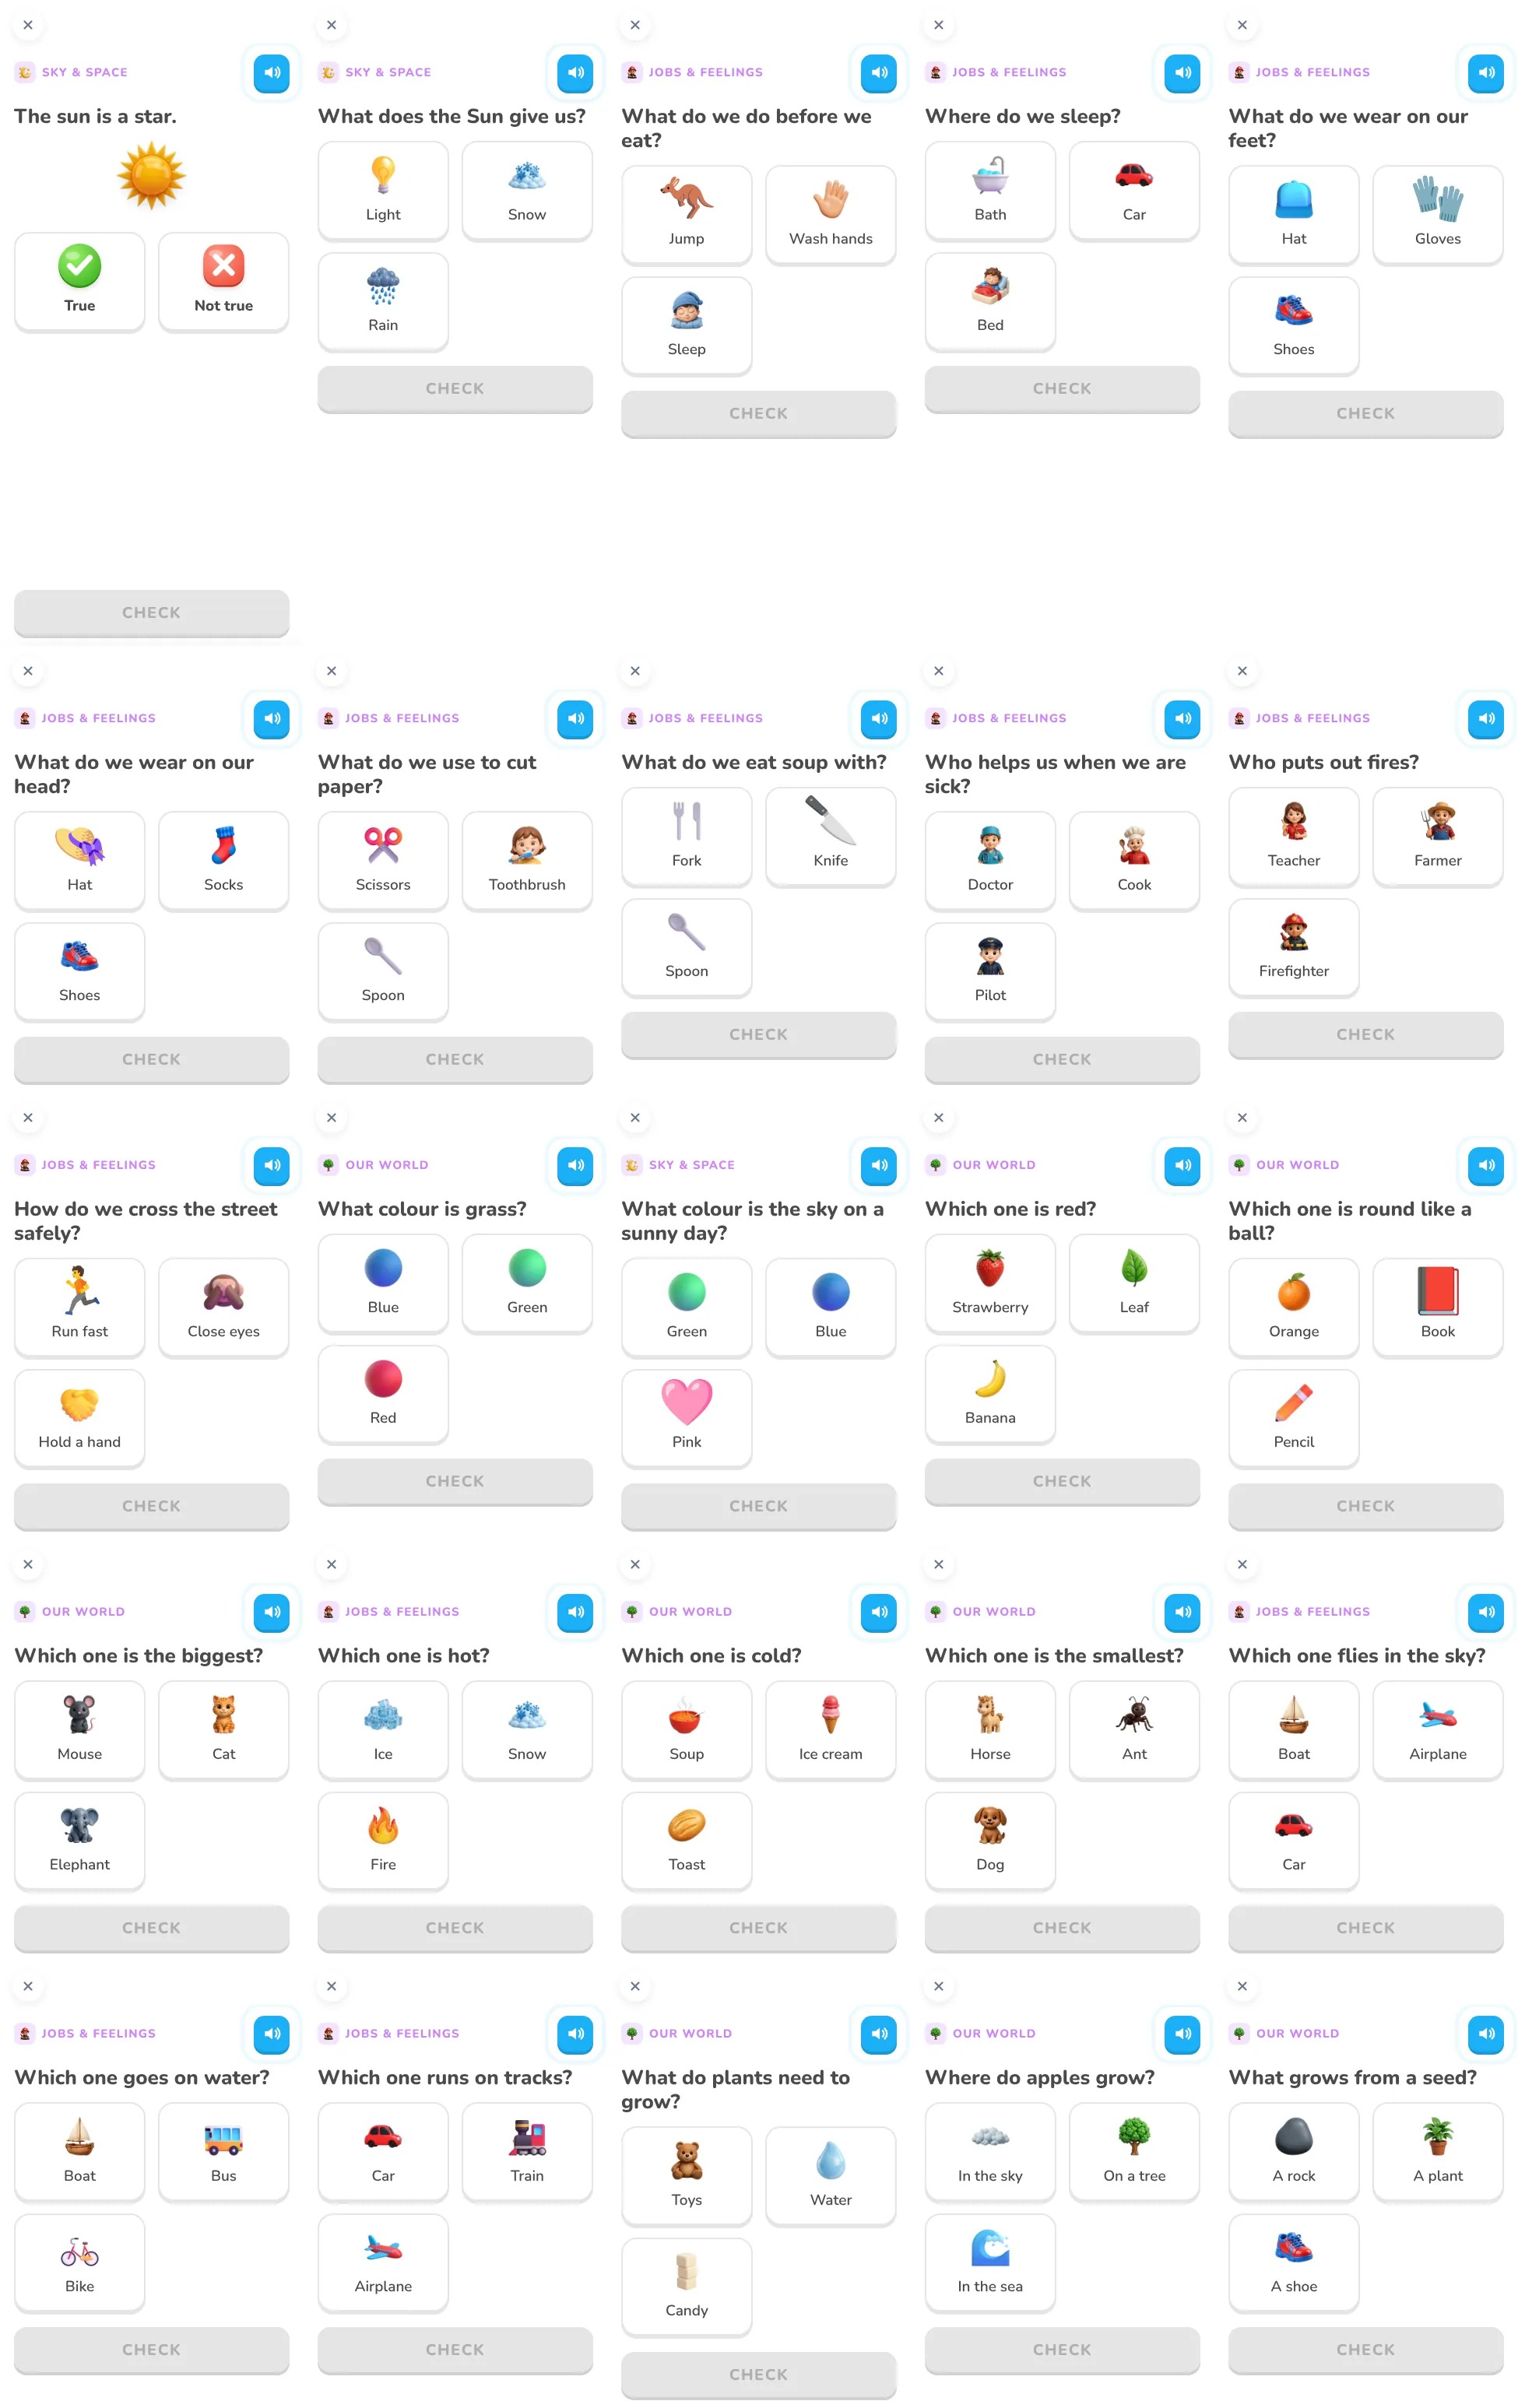 SKY & SPACE
The sun is a star.
True
Not true
CHECK
SKY & SPACE
What does the Sun give us?
Light
Snow
Rain
CHECK
JOBS & FEELINGS
What do we do before we
eat?
Jump
Wash hands
Sleep
CHECK
JOBS & FEELINGS
Where do we sleep?
Bath
Car
Bed
CHECK
JOBS & FEELINGS
What do we wear on our
feet?
Hat
Gloves
Shoes
CHECK
JOBS & FEELINGS
What do we wear on our
head?
Hat
Socks
Shoes
CHECK
JOBS & FEELINGS
What do we use to cut
paper?
Scissors
Toothbrush
Spoon
CHECK
JOBS & FEELINGS
What do we eat soup with?
Fork
Knife
Spoon
CHECK
JOBS & FEELINGS
Who helps us when we are
sick?
Doctor
Cook
Pilot
CHECK
JOBS & FEELINGS
Who puts out fires?
Teacher
Farmer
Firefighter
CHECK
JOBS & FEELINGS
How do we cross the street
safely?
Run fast
Close eyes
Hold a hand
CHECK
OUR WORLD
What colour is grass?
Blue
Green
Red
CHECK
SKY & SPACE
What colour is the sky on a
sunny day?
Green
Blue
Pink
CHECK
OUR WORLD
Which one is red?
Strawberry
Leaf
Banana
CHECK
OUR WORLD
Which one is round like a
ball?
Orange
Book
Pencil
CHECK
OUR WORLD
Which one is the biggest?
Mouse
Cat
Elephant
CHECK
JOBS & FEELINGS
Which one is hot?
Ice
Snow
Fire
CHECK
OUR WORLD
Which one is cold?
Soup
Ice cream
Toast
CHECK
OUR WORLD
Which one is the smallest?
Horse
Ant
Dog
CHECK
JOBS & FEELINGS
Which one flies in the sky?
Boat
Airplane
Car
CHECK
JOBS & FEELINGS
Which one goes on water?
Boat
Bus
Bike
CHECK
JOBS & FEELINGS
Which one runs on tracks?
Car
Train
Airplane
CHECK
OUR WORLD
What do plants need to
grow?
Toys
Water
Candy
CHECK
OUR WORLD
Where do apples grow?
In the sky
On a tree
In the sea
CHECK
OUR WORLD
What grows from a seed?
A rock
A plant
A shoe
CHECK